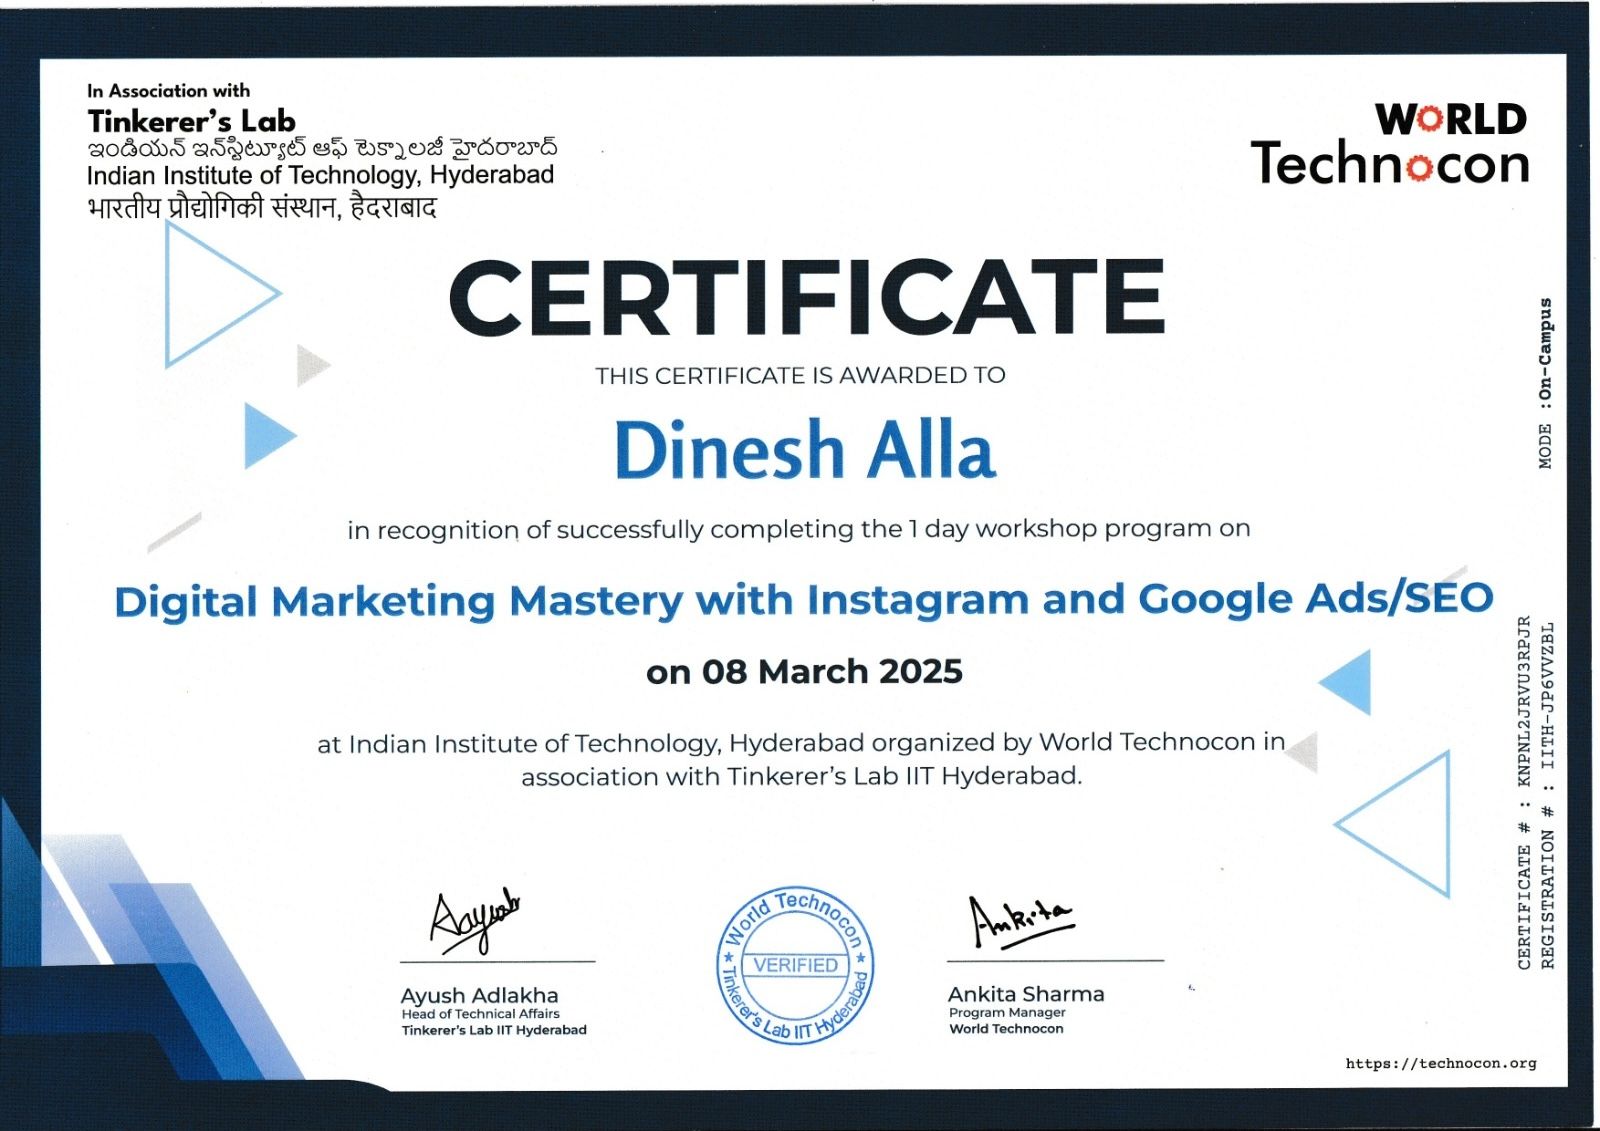 In Association with
Tinkerer's Lab
ఇండియన్ ఇన్స్టిట్యూట్ ఆఫ్ టెక్నాలజీ హైదరాబాద్
Indian Institute of Technology, Hyderabad
भारतीय प्रौद्योगिकी संस्थान, हैदराबाद
WORLD
Technocon
CERTIFICATE
THIS CERTIFICATE IS AWARDED TO
Dinesh Alla
in recognition of successfully completing the 1 day workshop program on
Digital Marketing Mastery with Instagram and Google Ads/SEO
on 08 March 2025
at Indian Institute of Technology, Hyderabad organized by World Technocon in
association with Tinkerer's Lab IIT Hyderabad.
Aayush
Ayush Adlakha
Head of Technical Affairs
Tinkerer's Lab IIT Hyderabad
World Technocon
VERIFIED
Tinkerer's Lab IIT Hyderabad
Ankita
Ankita Sharma
Program Manager
World Technocon
https://technocon.org
MODE :On-Campus
CERTIFICATE # : KNPNL2JRVU3RPJR
REGISTRATION # : IITH-JP6VVZBL